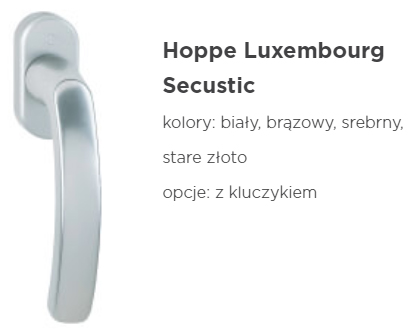 Hoppe Luxembourg
Secustic
kolory: biały, brązowy, srebrny,
stare złoto
opcje: z kluczykiem